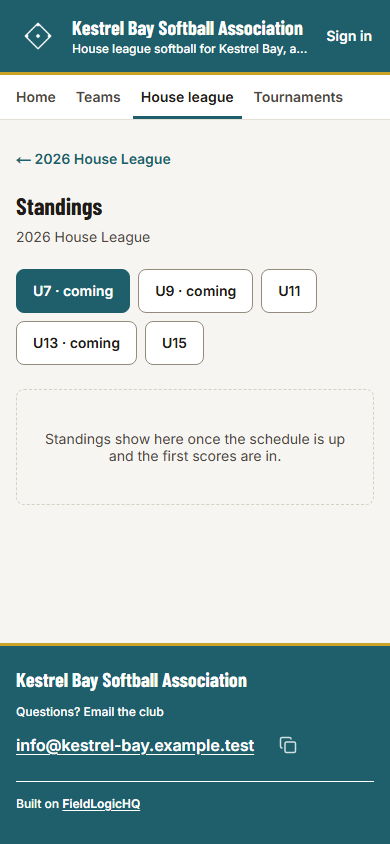 Kestrel Bay Softball Association
House league softball for Kestrel Bay, a...
Sign in
Home Teams House league Tournaments
← 2026 House League
Standings
2026 House League
U7 · coming U9 · coming U11
U13 · coming U15
Standings show here once the schedule is up
and the first scores are in.
Kestrel Bay Softball Association
Questions? Email the club
info@kestrel-bay.example.test
Built on FieldLogicHQ